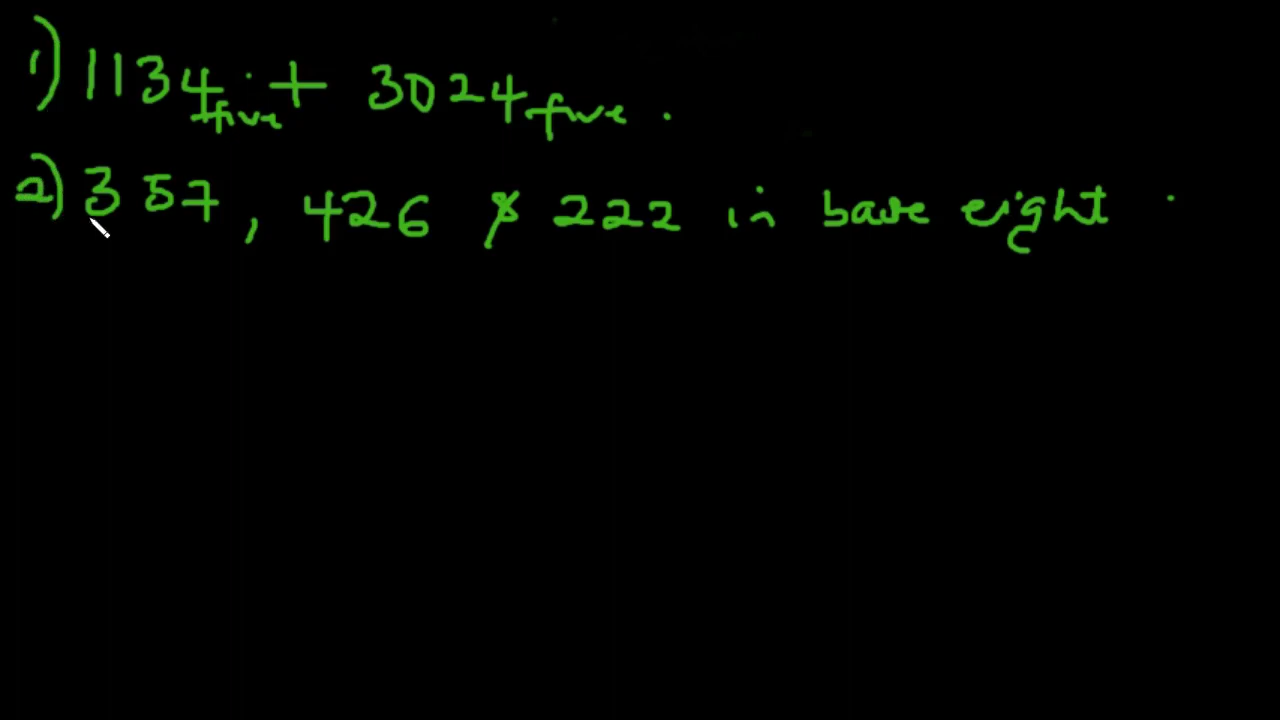 1) 1134five + 3024five.
2) 357, 426 & 222 in base eight.